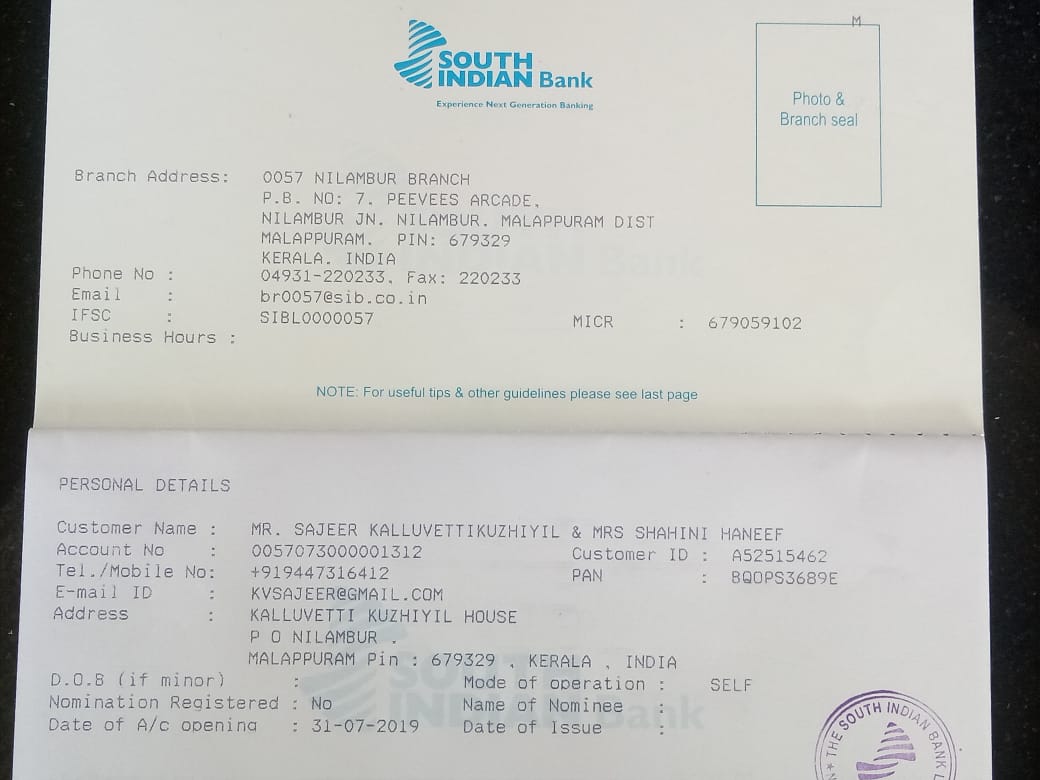 SOUTH
INDIAN Bank
Experience Next Generation Banking
M
Photo &
Branch seal
Branch Address: 0057 NILAMBUR BRANCH
P.B. NO: 7. PEEVEES ARCADE,
NILAMBUR JN. NILAMBUR. MALAPPURAM DIST
MALAPPURAM. PIN: 679329
KERALA. INDIA
Phone No : 04931-220233, Fax: 220233
Email : br0057@sib.co.in
IFSC : SIBL0000057 MICR : 679059102
Business Hours :
NOTE: For useful tips & other guidelines please see last page
PERSONAL DETAILS
Customer Name : MR. SAJEER KALLUVETTIKUZHIYIL & MRS SHAHINI HANEEF
Account No : 0057073000001312 Customer ID : A52515462
Tel./Mobile No: +919447316412 PAN : BQOPS3689E
E-mail ID : KVSAJEER@GMAIL.COM
Address : KALLUVETTI KUZHIYIL HOUSE
P O NILAMBUR .
MALAPPURAM Pin : 679329 , KERALA , INDIA
D.O.B (if minor) : Mode of operation : SELF
Nomination Registered : No Name of Nominee :
Date of A/c opening : 31-07-2019 Date of Issue :
THE SOUTH INDIAN BANK